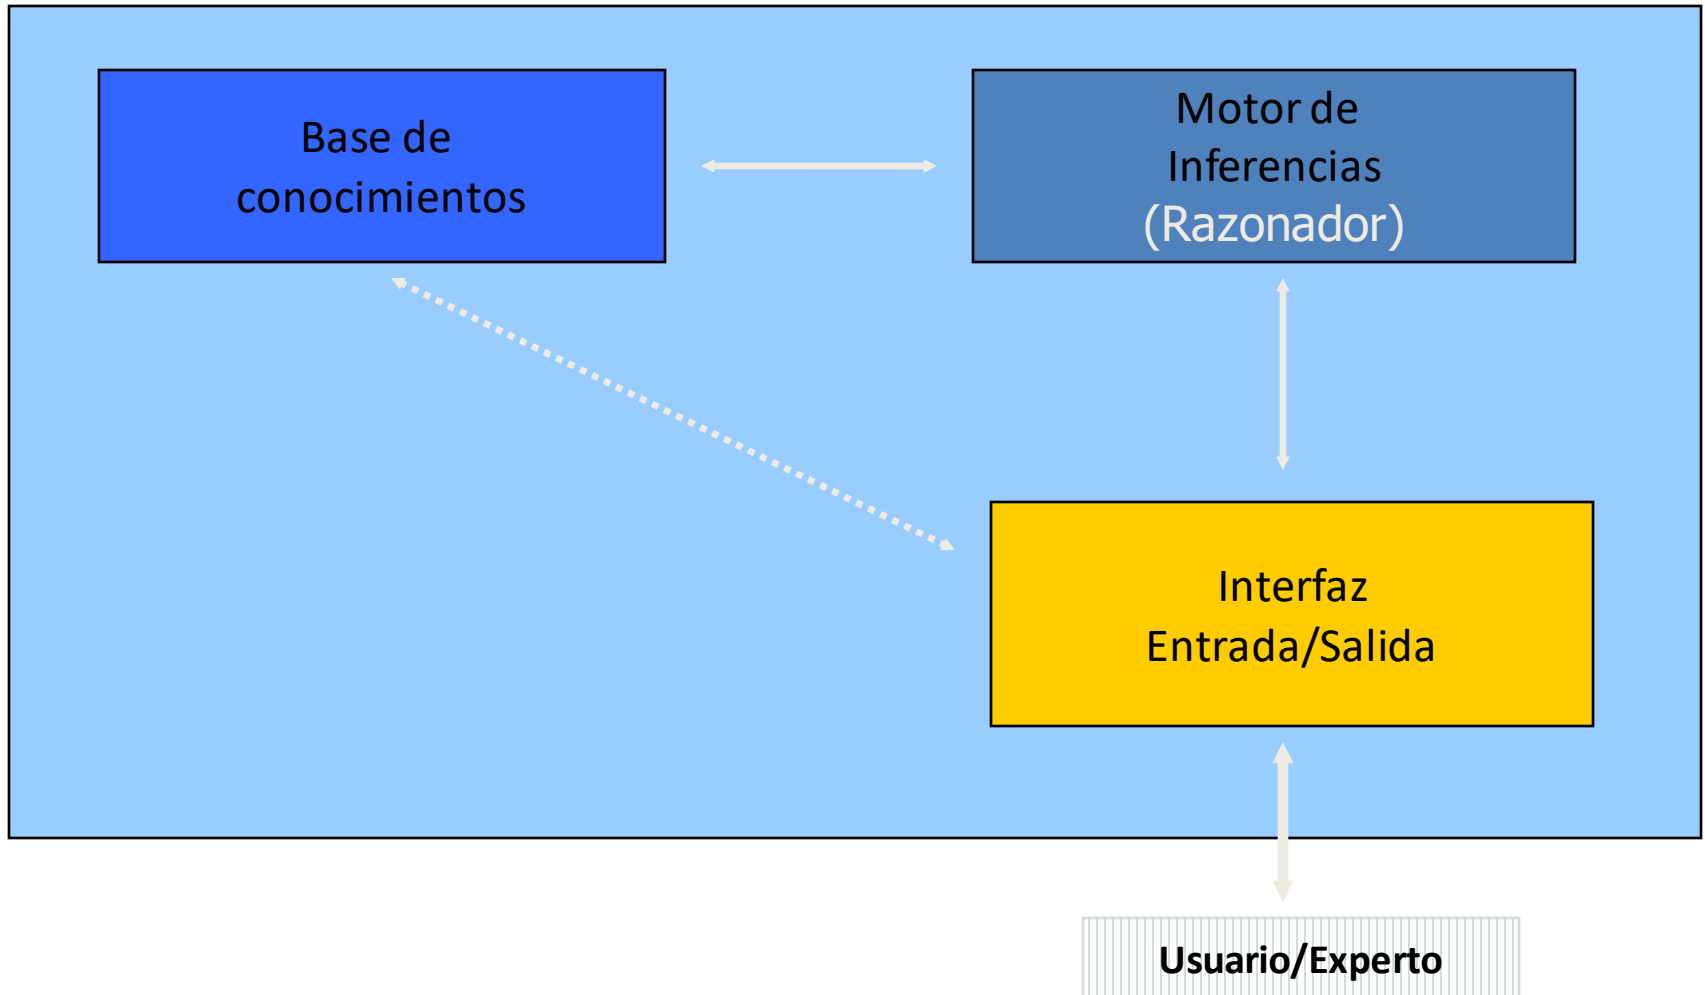 Base de
conocimientos
Motor de
Inferencias
(Razonador)
Interfaz
Entrada/Salida
Usuario/Experto